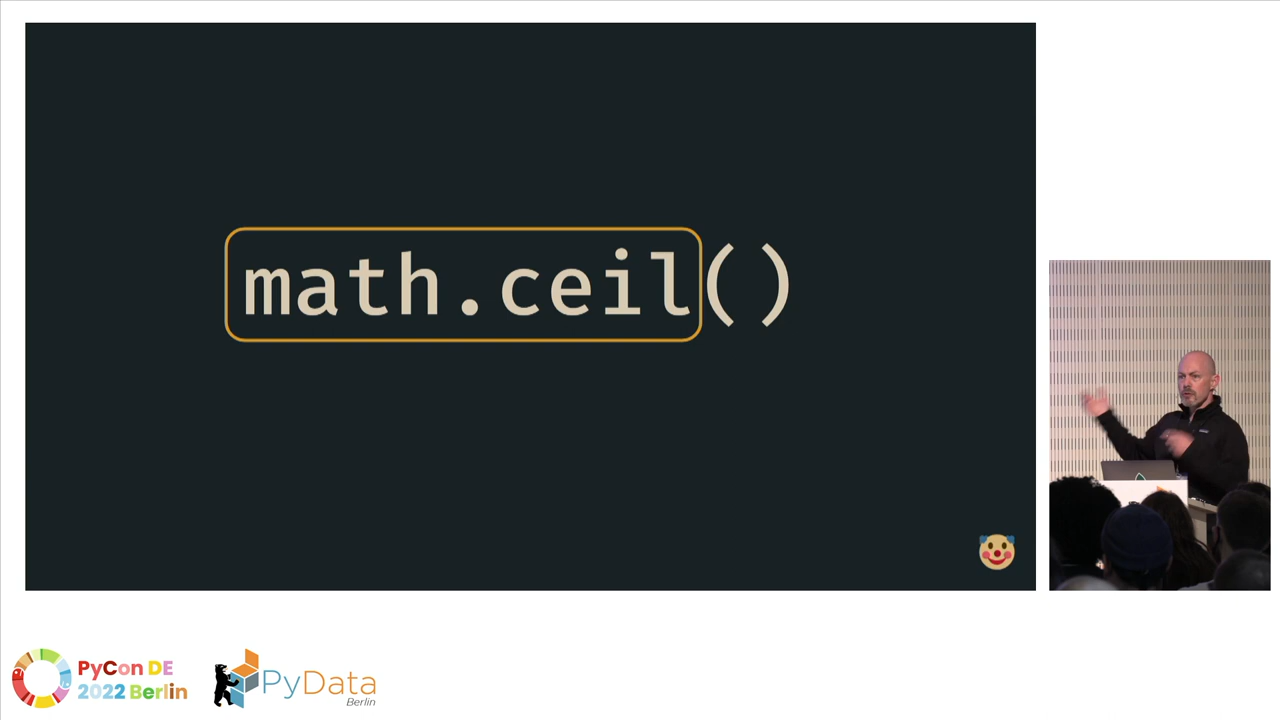 math.ceil()
PyCon DE
2022 Berlin
PyData
Berlin